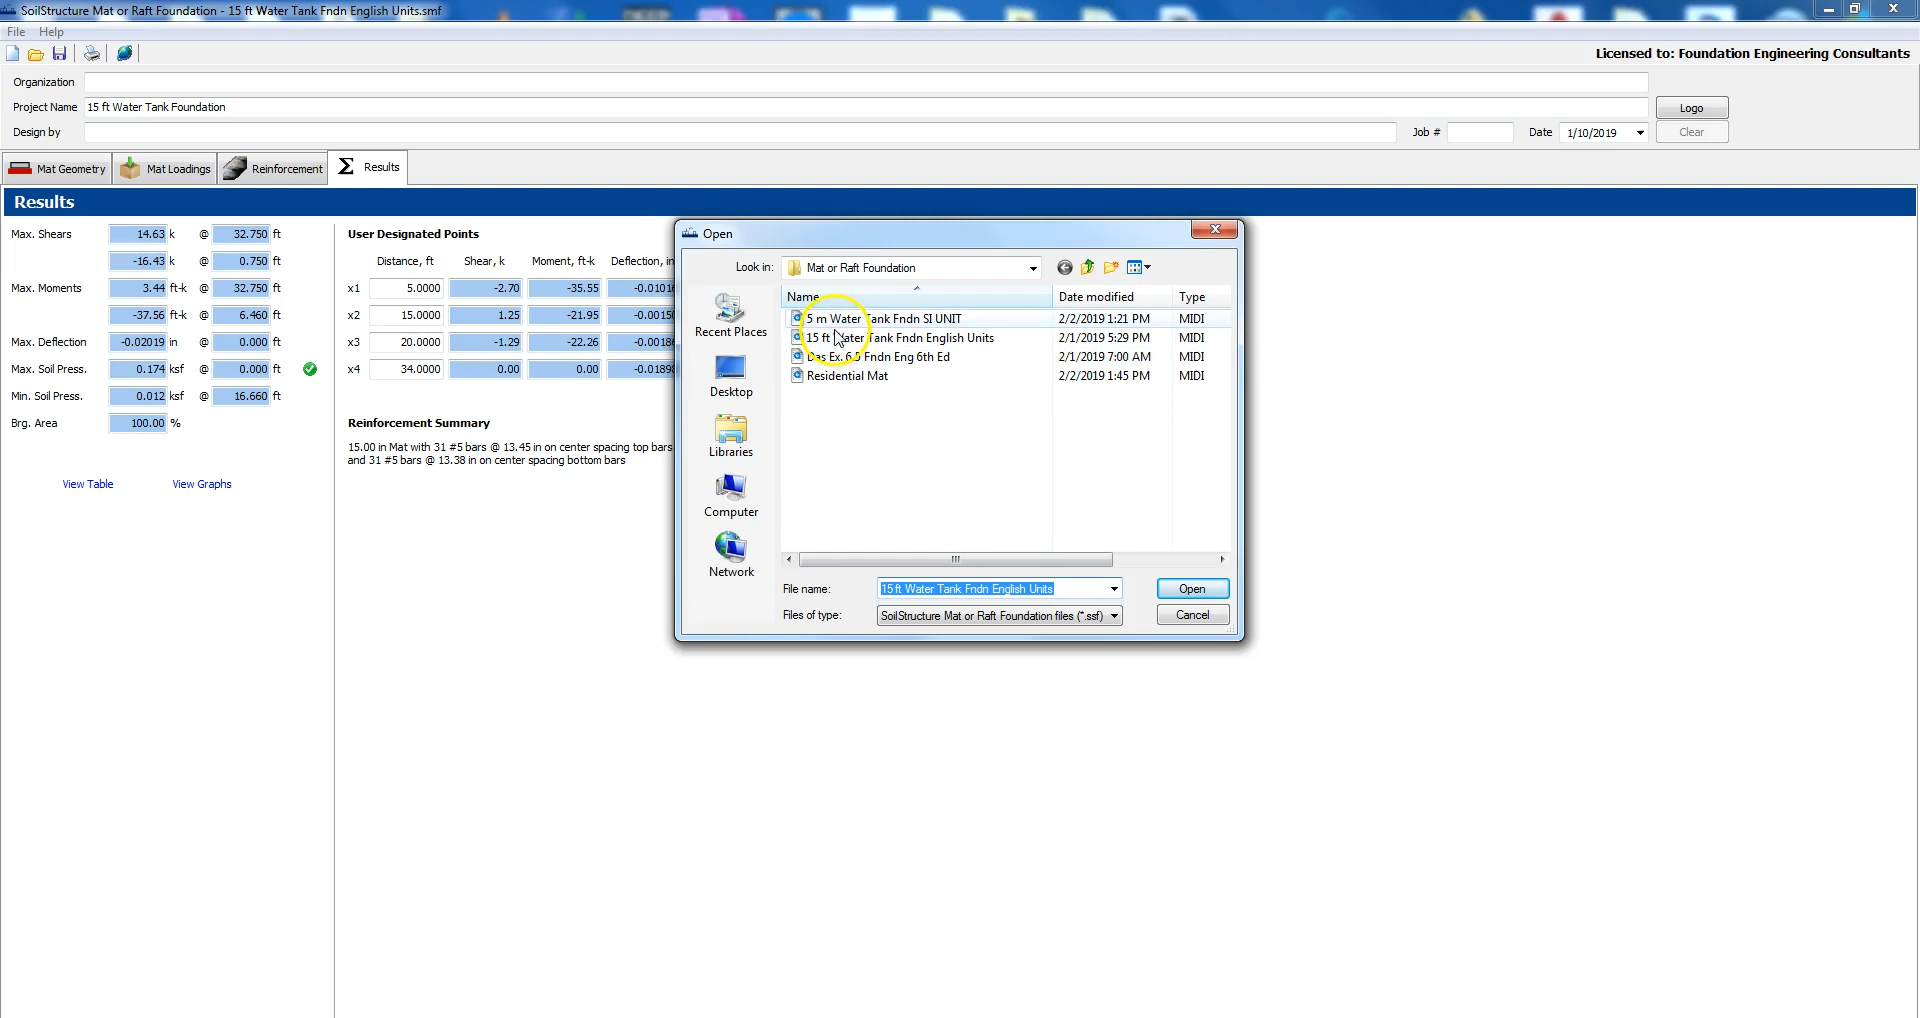 SoilStructure Mat or Raft Foundation - 15 ft Water Tank Fndn English Units.smf
File Help
Licensed to: Foundation Engineering Consultants
Organization
Project Name 15 ft Water Tank Foundation Logo
Design by Job # Date 1/10/2019 Clear
Mat Geometry Mat Loadings Reinforcement Results
Results
Max. Shears 14.63 k @ 32.750 ft
-16.43 k @ 0.750 ft
Max. Moments 3.44 ft-k @ 32.750 ft
-37.56 ft-k @ 6.460 ft
Max. Deflection -0.02019 in @ 0.000 ft
Max. Soil Press. 0.174 ksf @ 0.000 ft
Min. Soil Press. 0.012 ksf @ 16.660 ft
Brg. Area 100.00 %
View Table View Graphs
User Designated Points
Distance, ft Shear, k Moment, ft-k Deflection, in
x1 5.0000 -2.70 -35.55
x2 15.0000 1.25 -21.95
x3 20.0000 -1.29 -22.26
x4 34.0000 0.00 0.00
Reinforcement Summary
15.00 in Mat with 31 #5 bars @ 13.45 in on center spacing top bars
and 31 #5 bars @ 13.38 in on center spacing bottom bars
Open
Look in: Mat or Raft Foundation
Recent Places
Desktop
Libraries
Computer
Network
Name Date modified Type
5 m Water Tank Fndn SI UNIT 2/2/2019 1:21 PM MIDI
15 ft Water Tank Fndn English Units 2/1/2019 5:29 PM MIDI
Das Ex. 6.5 Fndn Eng 6th Ed 2/1/2019 7:00 AM MIDI
Residential Mat 2/2/2019 1:45 PM MIDI
File name: 15 ft Water Tank Fndn English Units Open
Files of type: SoilStructure Mat or Raft Foundation files (*.ssf) Cancel